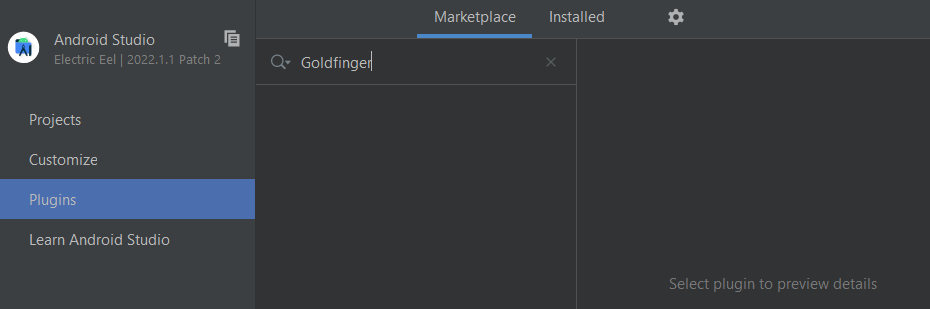 Marketplace Installed
Android Studio
Electric Eel | 2022.1.1 Patch 2
Goldfinger
Projects
Customize
Plugins
Learn Android Studio
Select plugin to preview details